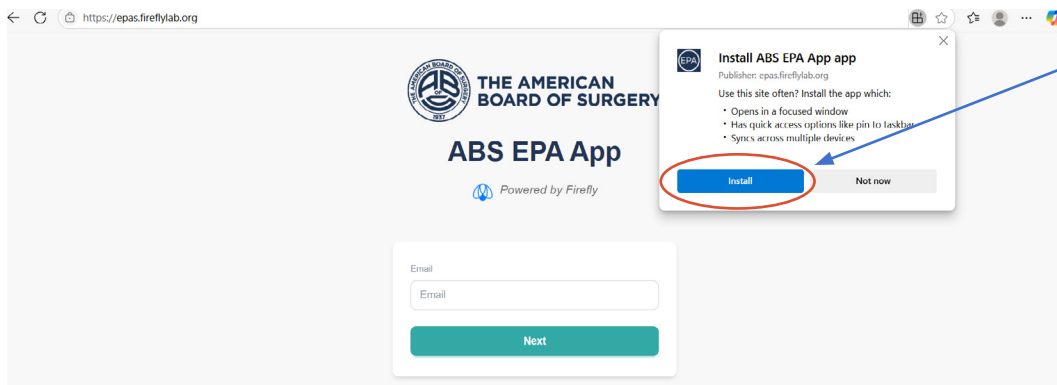 https://epas.fireflylab.org
THE AMERICAN
BOARD OF SURGERY
1937
ABS EPA App
Powered by Firefly
Email
Email
Next
EPA
Install ABS EPA App app
Publisher: epas.fireflylab.org
Use this site often? Install the app which:
• Opens in a focused window
• Has quick access options like pin to taskbar
• Syncs across multiple devices
Install
Not now